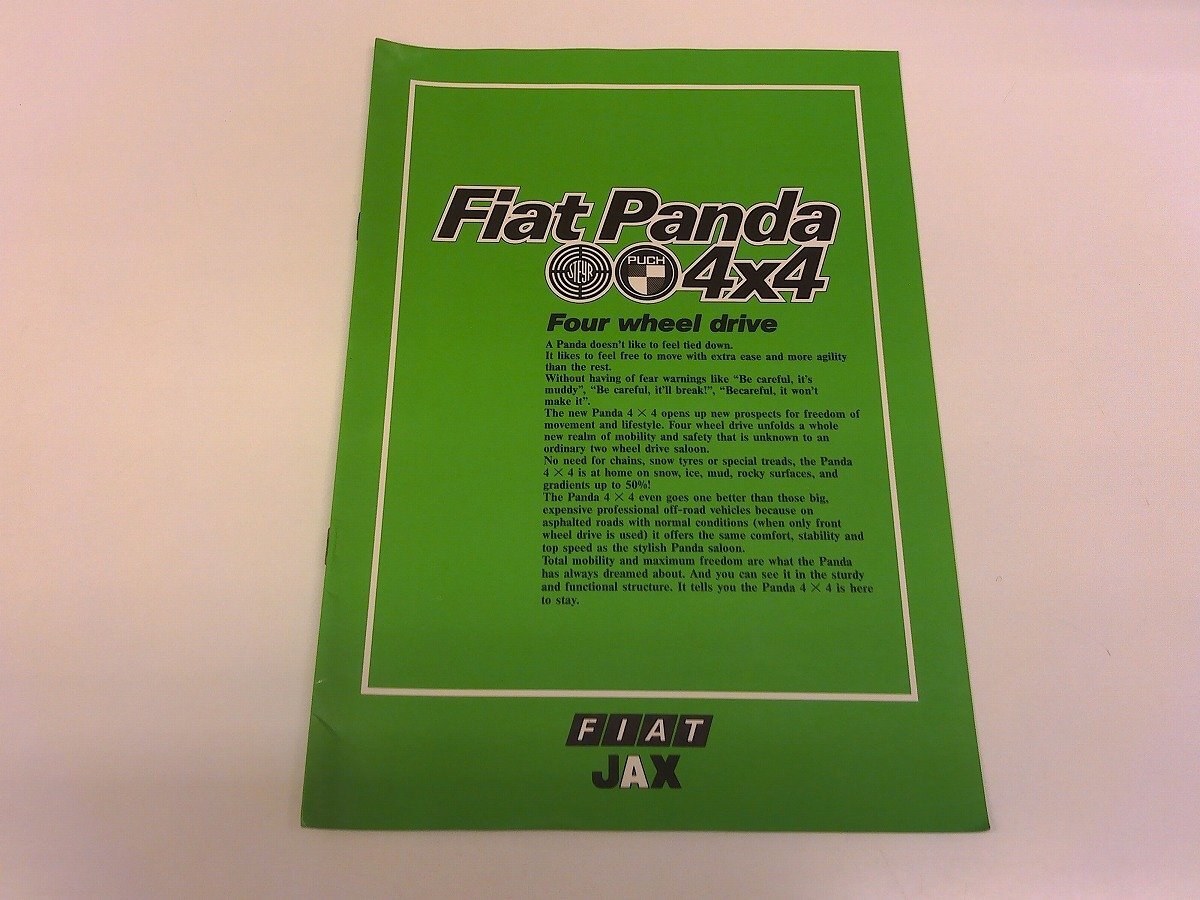 Fiat Panda
STEYR PUCH 4x4
Four wheel drive
A Panda doesn't like to feel tied down.
It likes to feel free to move with extra ease and more agility
than the rest.
Without having of fear warnings like “Be careful, it's
muddy”, “Be careful, it'll break!”, “Becareful, it won't
make it”.
The new Panda 4 × 4 opens up new prospects for freedom of
movement and lifestyle. Four wheel drive unfolds a whole
new realm of mobility and safety that is unknown to an
ordinary two wheel drive saloon.
No need for chains, snow tyres or special treads, the Panda
4 × 4 is at home on snow, ice, mud, rocky surfaces, and
gradients up to 50%!
The Panda 4 × 4 even goes one better than those big,
expensive professional off-road vehicles because on
asphalted roads with normal conditions (when only front
wheel drive is used) it offers the same comfort, stability and
top speed as the stylish Panda saloon.
Total mobility and maximum freedom are what the Panda
has always dreamed about. And you can see it in the sturdy
and functional structure. It tells you the Panda 4 × 4 is here
to stay.
FIAT
JAX